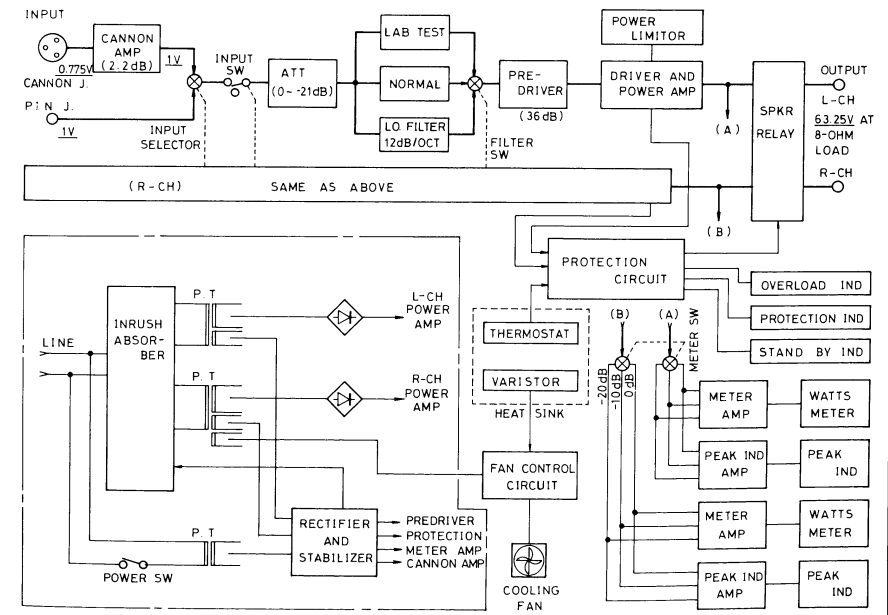 INPUT
CANNON
AMP
(2.2dB)
0.775V
CANNON J.
1V
PIN J.
1V
INPUT
SW
INPUT
SELECTOR
ATT
(0~ -21dB)
LAB TEST
NORMAL
LO. FILTER
12dB/OCT
FILTER
SW
PRE-
DRIVER
(36dB)
POWER
LIMITOR
DRIVER AND
POWER AMP
(A)
SPKR
RELAY
OUTPUT
L-CH
63.25V AT
8-OHM
LOAD
R-CH
(R-CH) SAME AS ABOVE
(B)
PROTECTION
CIRCUIT
OVERLOAD IND
PROTECTION IND
STAND BY IND
P. T
L-CH
POWER
AMP
INRUSH
ABSOR-
BER
LINE
P. T
R-CH
POWER
AMP
THERMOSTAT
VARISTOR
HEAT SINK
(B)
(A)
METER SW
-20dB
-10dB
0dB
METER
AMP
WATTS
METER
PEAK IND
AMP
PEAK
IND
METER
AMP
WATTS
METER
PEAK IND
AMP
PEAK
IND
FAN CONTROL
CIRCUIT
COOLING
FAN
P. T
POWER SW
RECTIFIER
AND
STABILIZER
PREDRIVER
PROTECTION
METER AMP
CANNON AMP